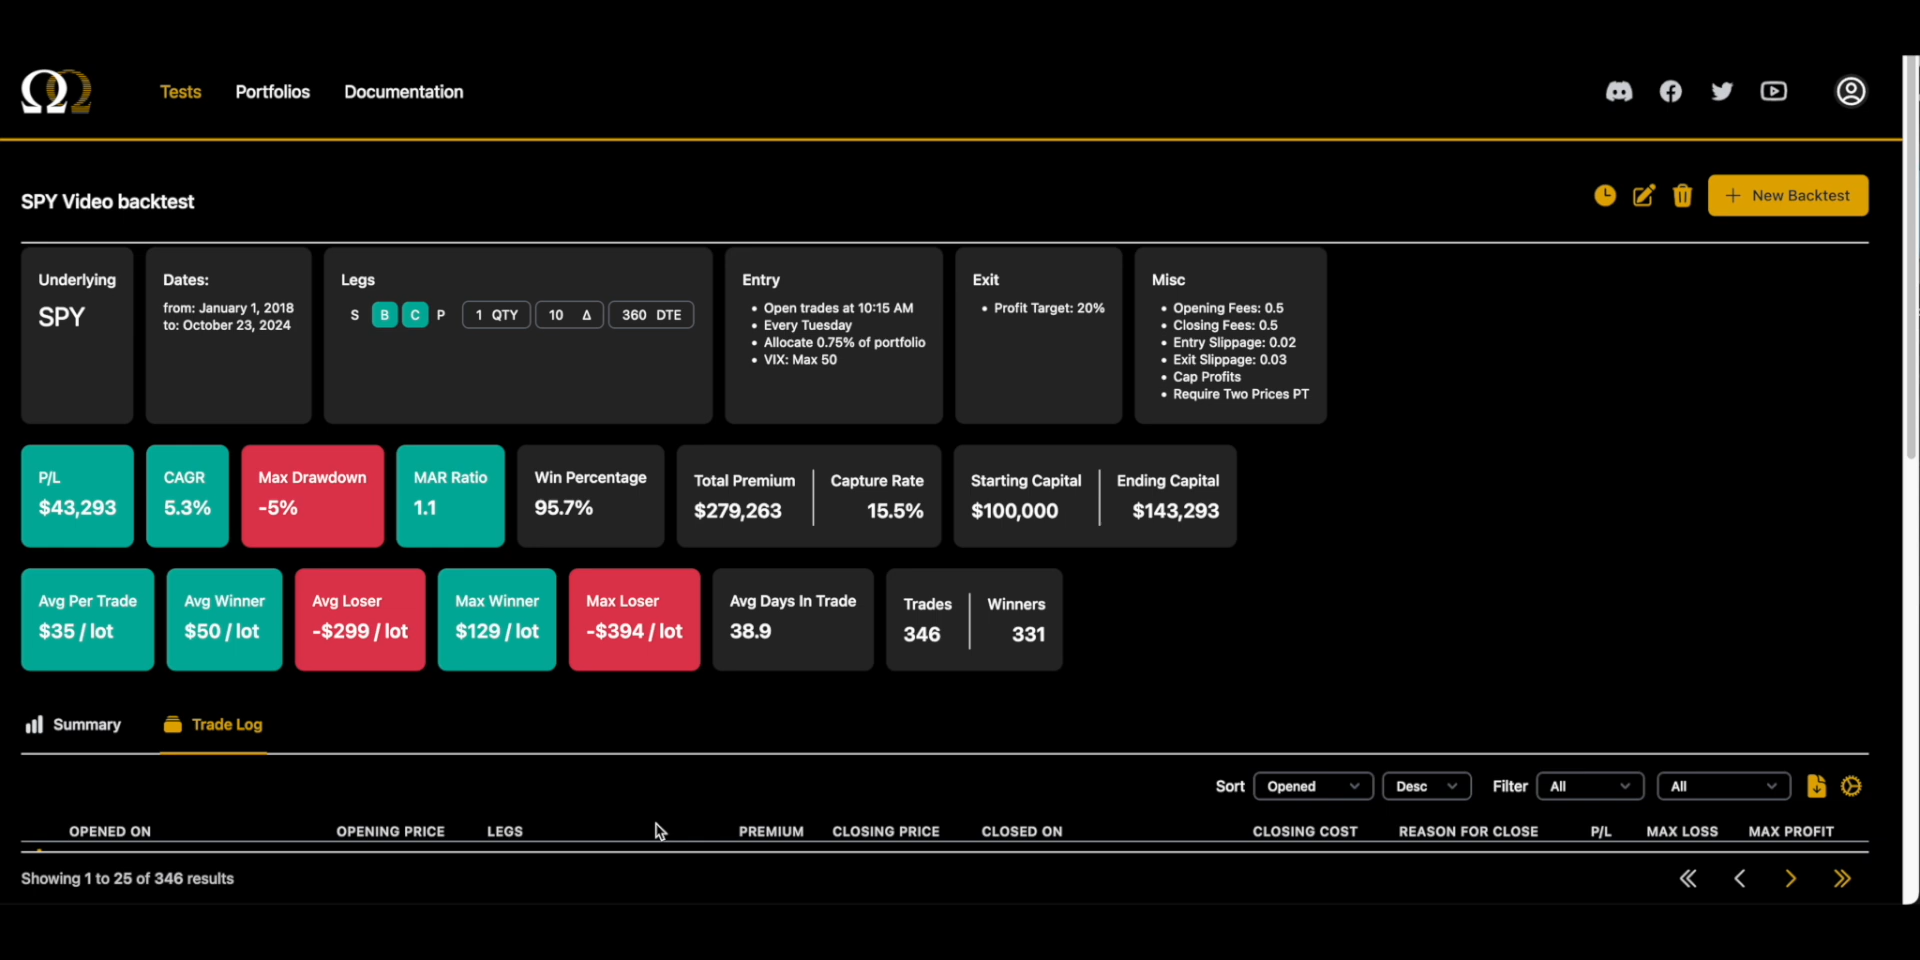 Tests Portfolios Documentation
SPY Video backtest
+ New Backtest
Underlying
SPY
Dates:
from: January 1, 2018
to: October 23, 2024
Legs
S B C P 1 QTY 10 Δ 360 DTE
Entry
• Open trades at 10:15 AM
• Every Tuesday
• Allocate 0.75% of portfolio
• VIX: Max 50
Exit
• Profit Target: 20%
Misc
• Opening Fees: 0.5
• Closing Fees: 0.5
• Entry Slippage: 0.02
• Exit Slippage: 0.03
• Cap Profits
• Require Two Prices PT
P/L
$43,293
CAGR
5.3%
Max Drawdown
-5%
MAR Ratio
1.1
Win Percentage
95.7%
Total Premium
$279,263
Capture Rate
15.5%
Starting Capital
$100,000
Ending Capital
$143,293
Avg Per Trade
$35 / lot
Avg Winner
$50 / lot
Avg Loser
-$299 / lot
Max Winner
$129 / lot
Max Loser
-$394 / lot
Avg Days In Trade
38.9
Trades
346
Winners
331
Summary Trade Log
Sort Opened Desc Filter All All
OPENED ON OPENING PRICE LEGS PREMIUM CLOSING PRICE CLOSED ON CLOSING COST REASON FOR CLOSE P/L MAX LOSS MAX PROFIT
Showing 1 to 25 of 346 results